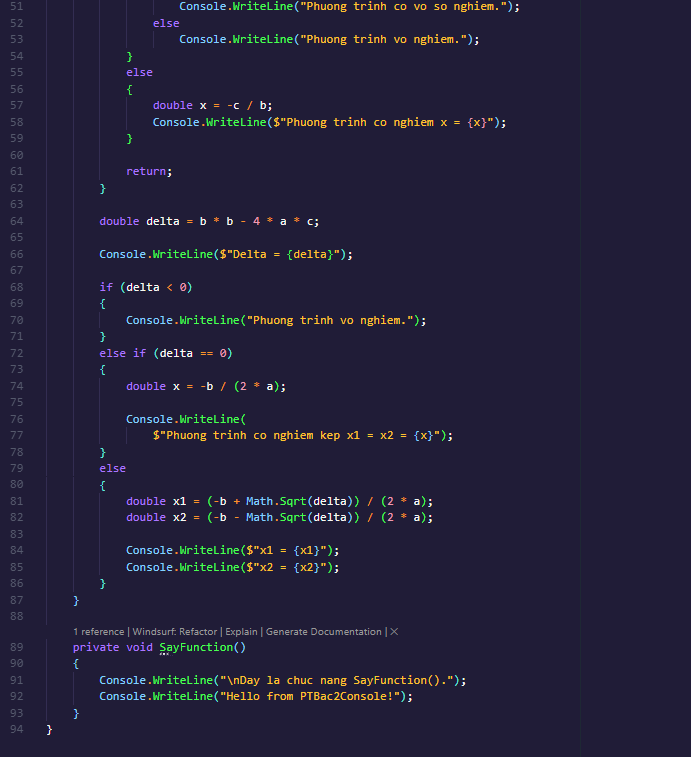 51 Console.WriteLine("Phuong trinh co vo so nghiem.");
52 else
53 Console.WriteLine("Phuong trinh vo nghiem.");
54 }
55 else
56 {
57 double x = -c / b;
58 Console.WriteLine($"Phuong trinh co nghiem x = {x}");
59 }
60
61 return;
62 }
63
64 double delta = b * b - 4 * a * c;
65
66 Console.WriteLine($"Delta = {delta}");
67
68 if (delta < 0)
69 {
70 Console.WriteLine("Phuong trinh vo nghiem.");
71 }
72 else if (delta == 0)
73 {
74 double x = -b / (2 * a);
75
76 Console.WriteLine(
77 $"Phuong trinh co nghiem kep x1 = x2 = {x}");
78 }
79 else
80 {
81 double x1 = (-b + Math.Sqrt(delta)) / (2 * a);
82 double x2 = (-b - Math.Sqrt(delta)) / (2 * a);
83
84 Console.WriteLine($"x1 = {x1}");
85 Console.WriteLine($"x2 = {x2}");
86 }
87 }
88
1 reference | Windsurf: Refactor | Explain | Generate Documentation | ×
89 private void SayFunction()
90 {
91 Console.WriteLine("\nDay la chuc nang SayFunction().");
92 Console.WriteLine("Hello from PTBac2Console!");
93 }
94 }